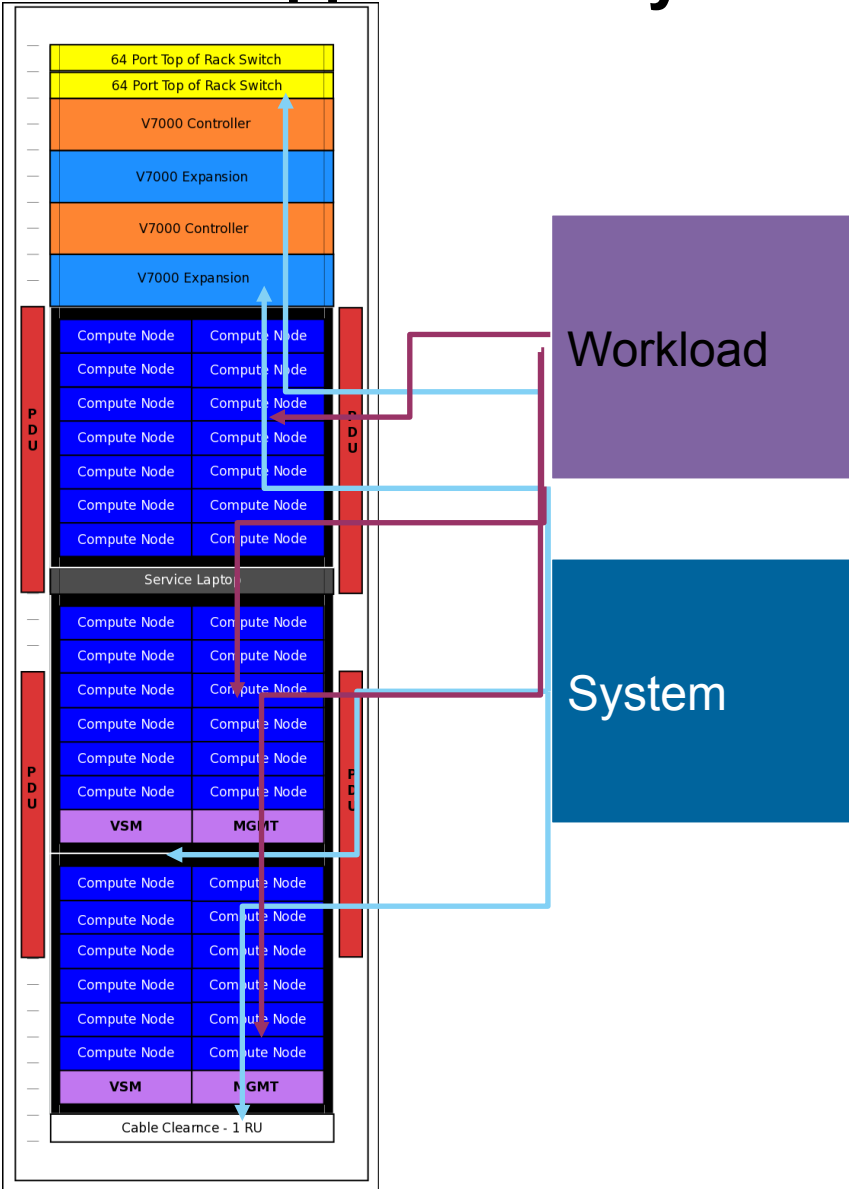 64 Port Top of Rack Switch
64 Port Top of Rack Switch
V7000 Controller
V7000 Expansion
V7000 Controller
V7000 Expansion
Compute Node Compute Node
Compute Node Compute Node
Compute Node Compute Node
Compute Node Compute Node
Compute Node Compute Node
Compute Node Compute Node
Compute Node Compute Node
P
D
U
P
D
U
Service Laptop
Compute Node Compute Node
Compute Node Compute Node
Compute Node Compute Node
Compute Node Compute Node
Compute Node Compute Node
Compute Node Compute Node
VSM MGMT
P
D
U
P
D
U
Compute Node Compute Node
Compute Node Compute Node
Compute Node Compute Node
Compute Node Compute Node
Compute Node Compute Node
Compute Node Compute Node
VSM MGMT
Cable Clearnce - 1 RU
Workload
System